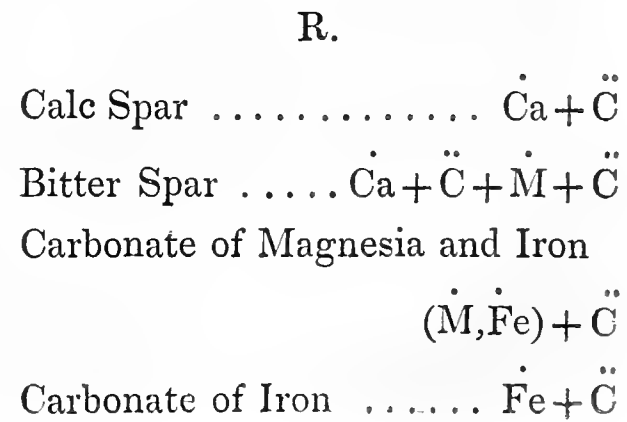 R.
Calc Spar ............. Ċa+C̈
Bitter Spar .....Ċa+C̈+Ṁ+C̈
Carbonate of Magnesia and Iron
(Ṁ,Ḟe)+C̈
Carbonate of Iron ...... Ḟe+C̈